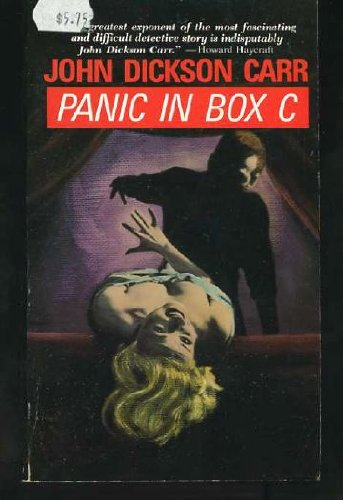 $5.95
greatest exponent of the most fascinating
and difficult detective story is indisputably
John Dickson Carr." —Howard Haycraft
JOHN DICKSON CARR
PANIC IN BOX C